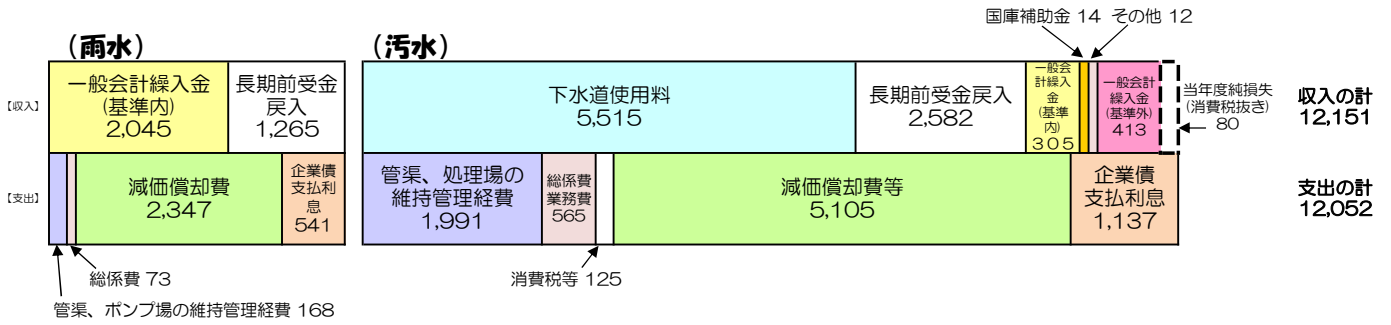 国庫補助金 14 その他 12
(雨水)
(汚水)
【収入】
一般会計繰入金
(基準内)
2,045
長期前受金
戻入
1,265
下水道使用料
5,515
長期前受金戻入
2,582
一般会
計繰入
金
(基準
内)
305
一般会計
繰入金
(基準外)
413
当年度純損失
(消費税抜き)
80
収入の計
12,151
【支出】
減価償却費
2,347
企業債
支払利
息
541
管渠、処理場の
維持管理経費
1,991
総係費
業務費
565
減価償却費等
5,105
企業債
支払利息
1,137
支出の計
12,052
総係費 73
消費税等 125
管渠、ポンプ場の維持管理経費 168